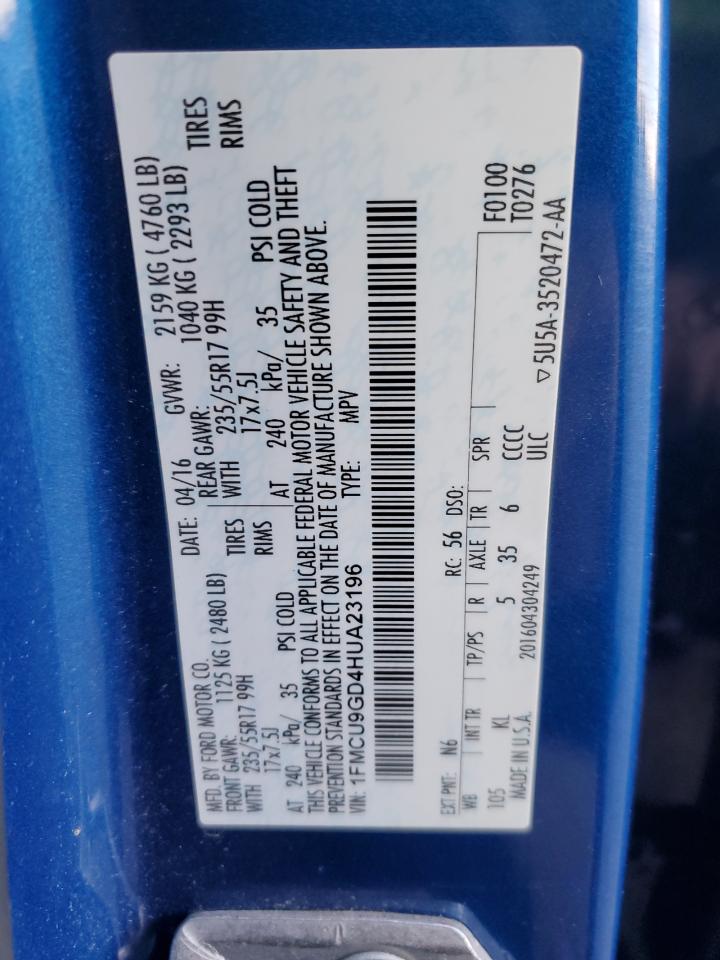 MFD. BY FORD MOTOR CO.
DATE: 04/16
GVWR: 2159 KG ( 4760 LB)
FRONT GAWR: 1125 KG ( 2480 LB)
REAR GAWR: 1040 KG ( 2293 LB)
WITH 235/55R17 99H TIRES
WITH 235/55R17 99H TIRES
17x7.5J RIMS
17x7.5J RIMS
AT 240 kPa/ 35 PSI COLD
AT 240 kPa/ 35 PSI COLD
THIS VEHICLE CONFORMS TO ALL APPLICABLE FEDERAL MOTOR VEHICLE SAFETY AND THEFT
PREVENTION STANDARDS IN EFFECT ON THE DATE OF MANUFACTURE SHOWN ABOVE.
VIN: 1FMCU9GD4HUA23196
TYPE: MPV
EXT PNT: N6 RC: 56 DSO: F0100
T0276
WB INT TR TP/PS R AXLE TR SPR
105 KL 5 35 6 CCCC
ULC
MADE IN U.S.A. 201604304249
▽ 5U5A-3520472-AA